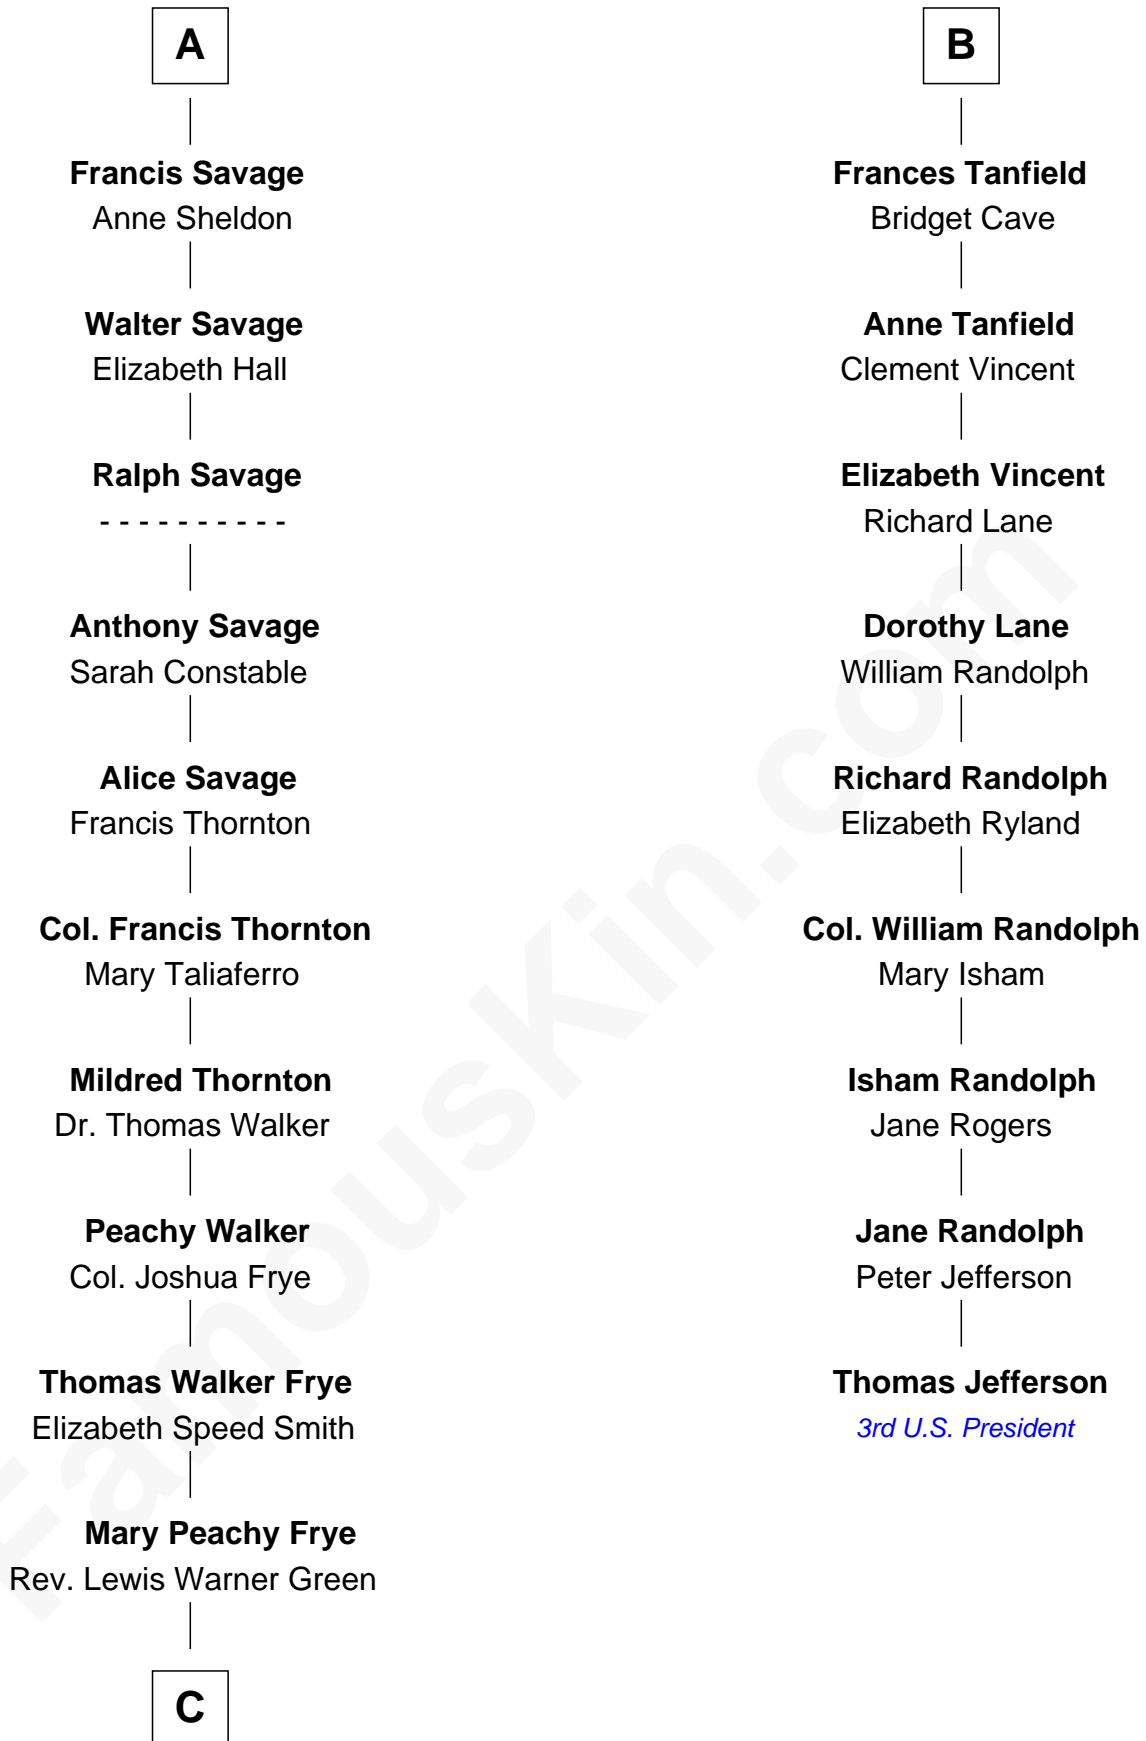 A
Francis Savage
Anne Sheldon
Walter Savage
Elizabeth Hall
Ralph Savage
- - - - - - - - - -
Anthony Savage
Sarah Constable
Alice Savage
Francis Thornton
Col. Francis Thornton
Mary Taliaferro
Mildred Thornton
Dr. Thomas Walker
Peachy Walker
Col. Joshua Frye
Thomas Walker Frye
Elizabeth Speed Smith
Mary Peachy Frye
Rev. Lewis Warner Green
C
B
Frances Tanfield
Bridget Cave
Anne Tanfield
Clement Vincent
Elizabeth Vincent
Richard Lane
Dorothy Lane
William Randolph
Richard Randolph
Elizabeth Ryland
Col. William Randolph
Mary Isham
Isham Randolph
Jane Rogers
Jane Randolph
Peter Jefferson
Thomas Jefferson
3rd U.S. President
FamousKin.com